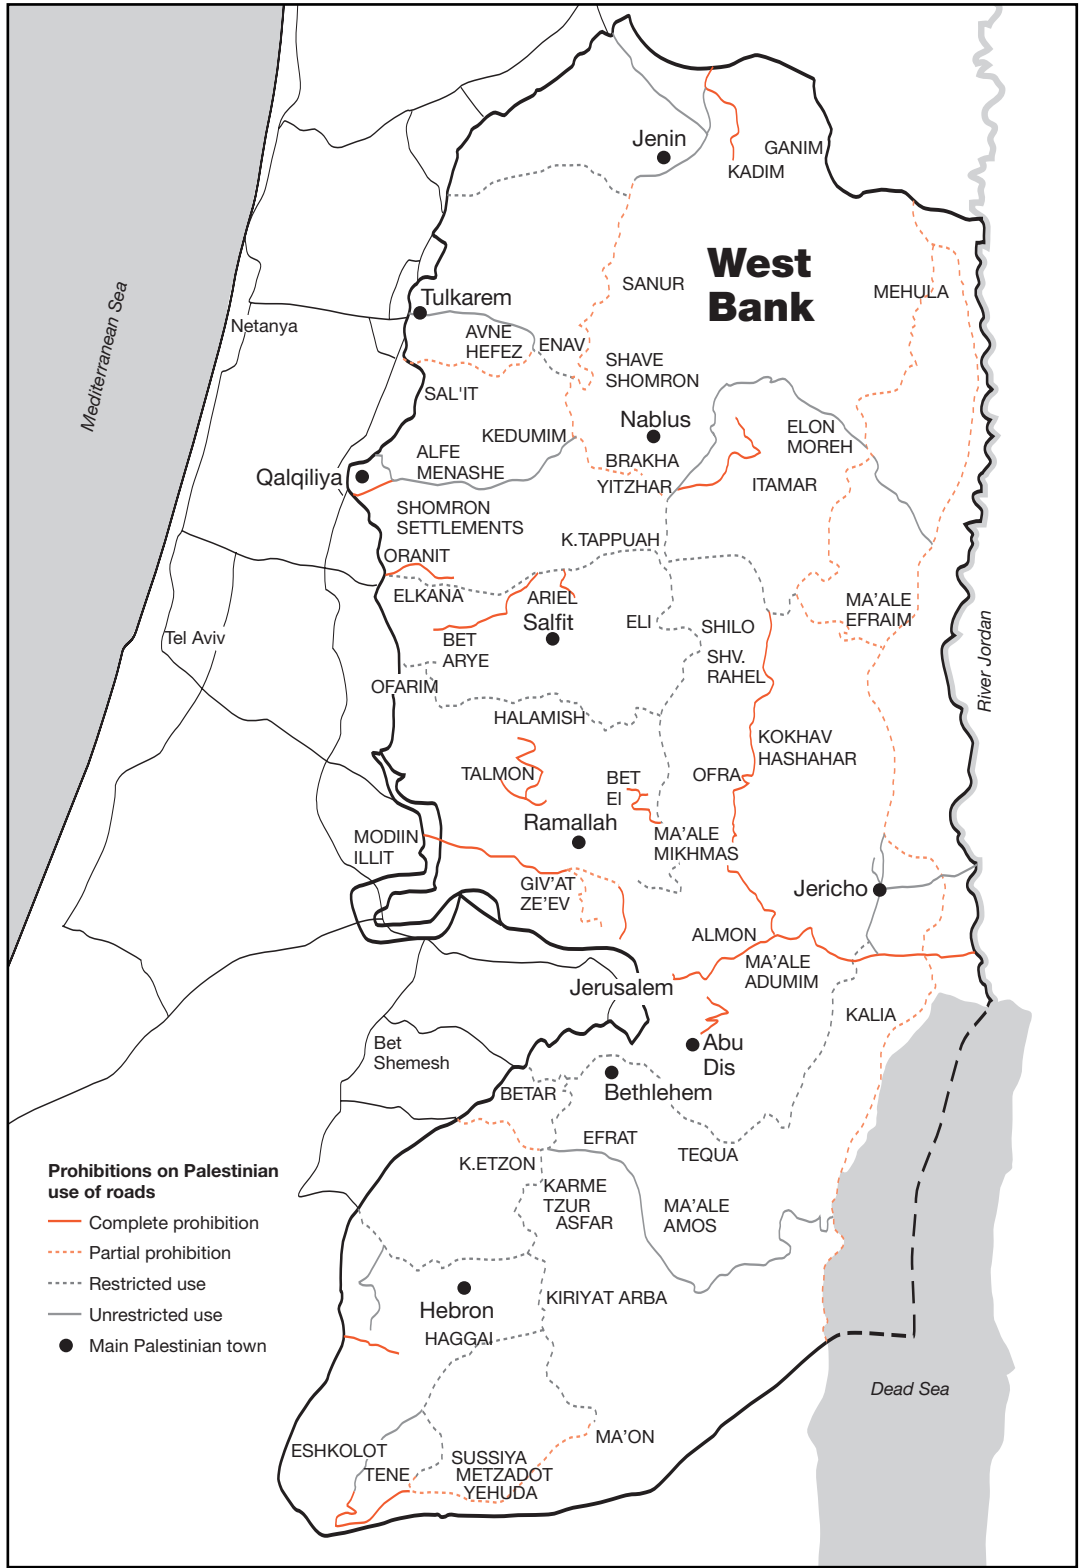 Jenin
GANIM
KADIM
West
Bank
SANUR
MEHULA
Mediterranean Sea
Tulkarem
Netanya
AVNE
HEFEZ
ENAV
SHAVE
SHOMRON
SAL'IT
Nablus
ELON
MOREH
KEDUMIM
ALFE
MENASHE
BRAKHA
Qalqiliya
YITZHAR
ITAMAR
SHOMRON
SETTLEMENTS
K.TAPPUAH
ORANIT
ELKANA
ARIEL
MA'ALE
EFRAIM
Salfit
ELI
SHILO
Tel Aviv
BET
ARYE
SHV.
RAHEL
River Jordan
OFARIM
HALAMISH
KOKHAV
HASHAHAR
TALMON
BET
EI
OFRA
Ramallah
MODIIN
ILLIT
MA'ALE
MIKHMAS
GIV'AT
ZE'EV
Jericho
ALMON
MA'ALE
ADUMIM
Jerusalem
KALIA
Abu
Dis
Bet
Shemesh
BETAR
Bethlehem
EFRAT
TEQUA
K.ETZON
KARME
TZUR
ASFAR
MA'ALE
AMOS
Prohibitions on Palestinian
use of roads
Complete prohibition
Partial prohibition
Restricted use
Unrestricted use
Main Palestinian town
KIRIYAT ARBA
Hebron
HAGGAI
Dead Sea
MA'ON
ESHKOLOT
TENE
SUSSIYA
METZADOT
YEHUDA